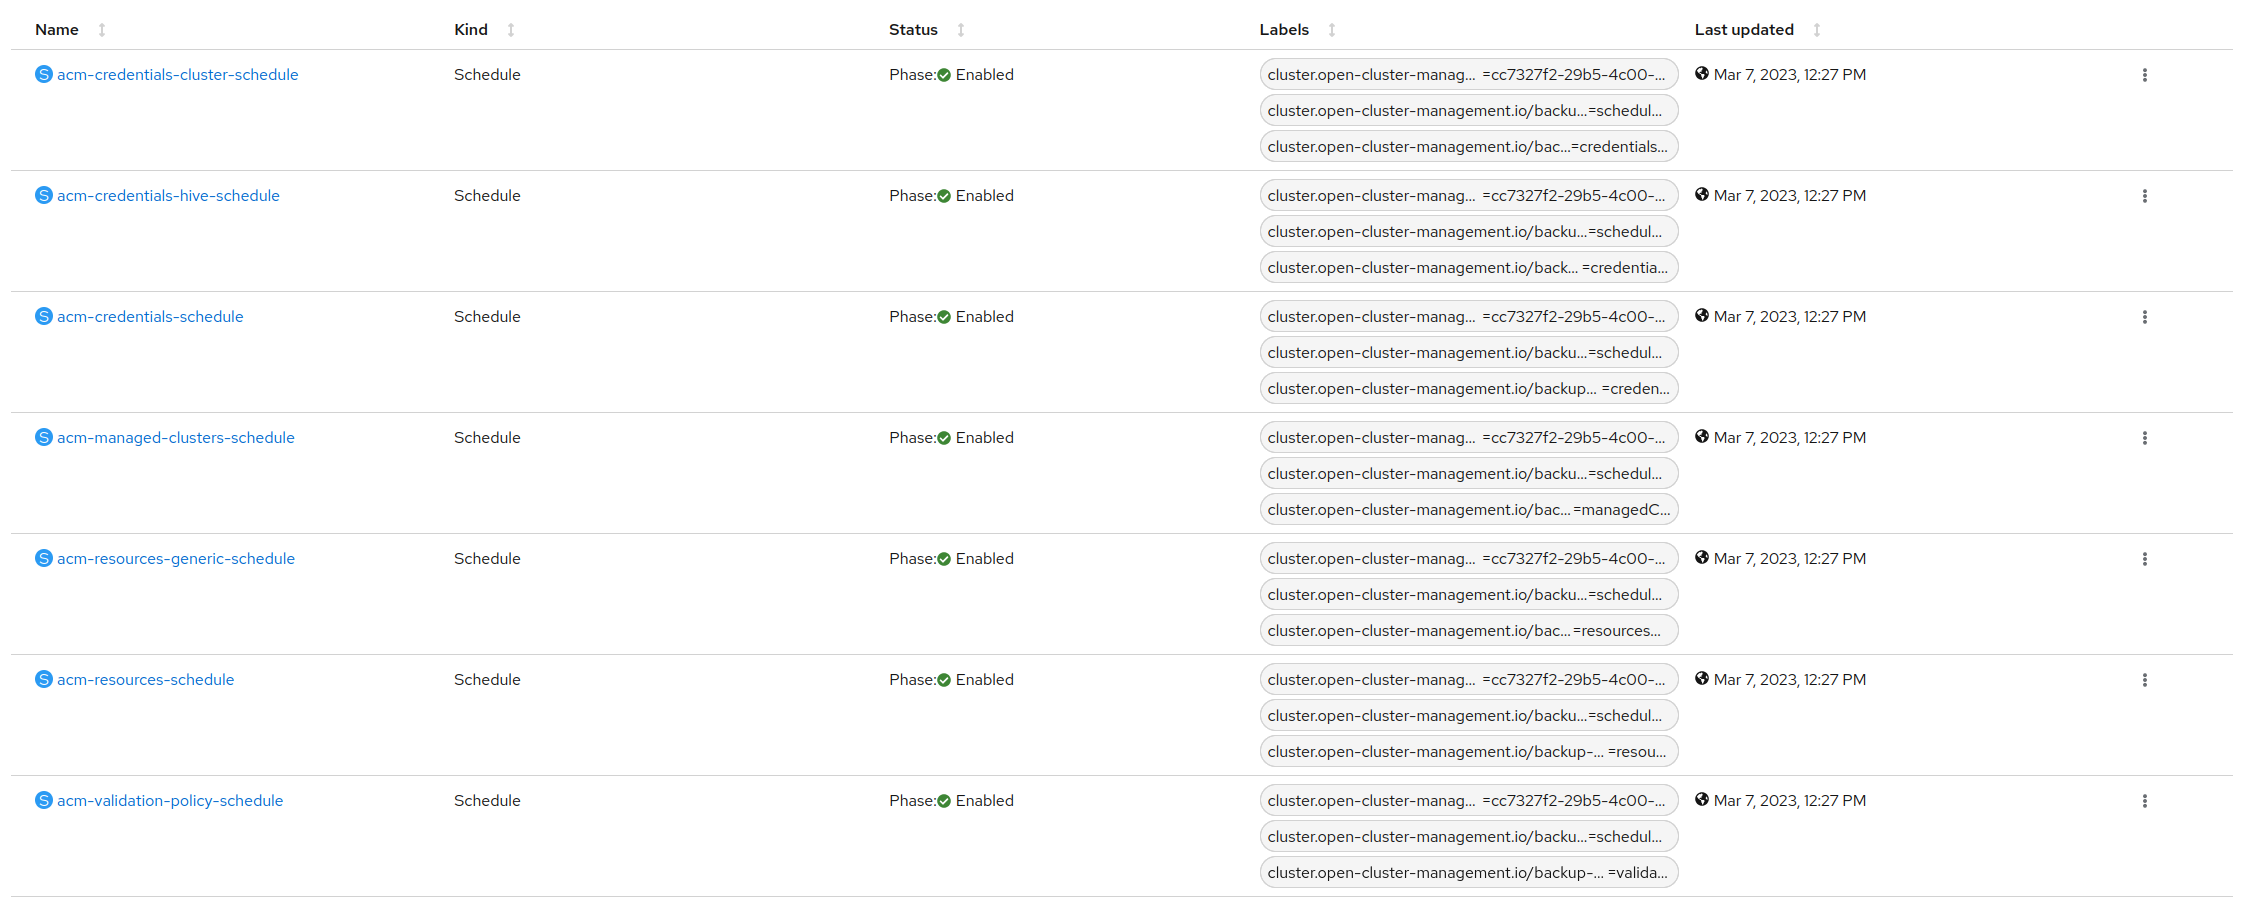 Name Kind Status Labels Last updated
S acm-credentials-cluster-schedule Schedule Phase: Enabled cluster.open-cluster-manag... =cc7327f2-29b5-4c00-... Mar 7, 2023, 12:27 PM
cluster.open-cluster-management.io/backu...=schedul...
cluster.open-cluster-management.io/bac...=credentials...
S acm-credentials-hive-schedule Schedule Phase: Enabled cluster.open-cluster-manag... =cc7327f2-29b5-4c00-... Mar 7, 2023, 12:27 PM
cluster.open-cluster-management.io/backu...=schedul...
cluster.open-cluster-management.io/back... =credentia...
S acm-credentials-schedule Schedule Phase: Enabled cluster.open-cluster-manag... =cc7327f2-29b5-4c00-... Mar 7, 2023, 12:27 PM
cluster.open-cluster-management.io/backu...=schedul...
cluster.open-cluster-management.io/backup... =creden...
S acm-managed-clusters-schedule Schedule Phase: Enabled cluster.open-cluster-manag... =cc7327f2-29b5-4c00-... Mar 7, 2023, 12:27 PM
cluster.open-cluster-management.io/backu...=schedul...
cluster.open-cluster-management.io/bac... =managedC...
S acm-resources-generic-schedule Schedule Phase: Enabled cluster.open-cluster-manag... =cc7327f2-29b5-4c00-... Mar 7, 2023, 12:27 PM
cluster.open-cluster-management.io/backu...=schedul...
cluster.open-cluster-management.io/bac... =resources...
S acm-resources-schedule Schedule Phase: Enabled cluster.open-cluster-manag... =cc7327f2-29b5-4c00-... Mar 7, 2023, 12:27 PM
cluster.open-cluster-management.io/backu...=schedul...
cluster.open-cluster-management.io/backup-... =resou...
S acm-validation-policy-schedule Schedule Phase: Enabled cluster.open-cluster-manag... =cc7327f2-29b5-4c00-... Mar 7, 2023, 12:27 PM
cluster.open-cluster-management.io/backu...=schedul...
cluster.open-cluster-management.io/backup-... =valida...